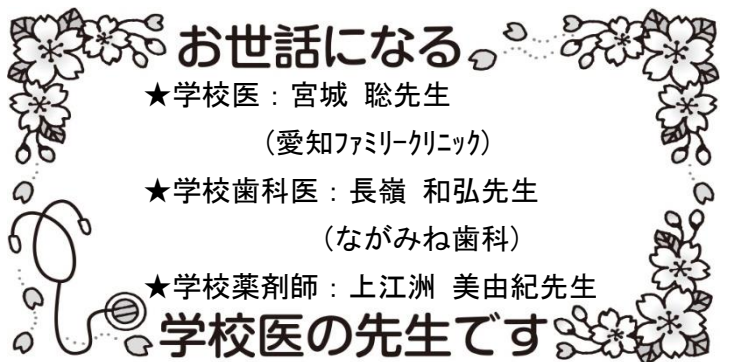 お世話になる
★学校医：宮城 聡先生
（愛知ﾌｧﾐﾘｰｸﾘﾆｯｸ）
★学校歯科医：長嶺 和弘先生
（ながみね歯科）
★学校薬剤師：上江洲 美由紀先生
学校医の先生です